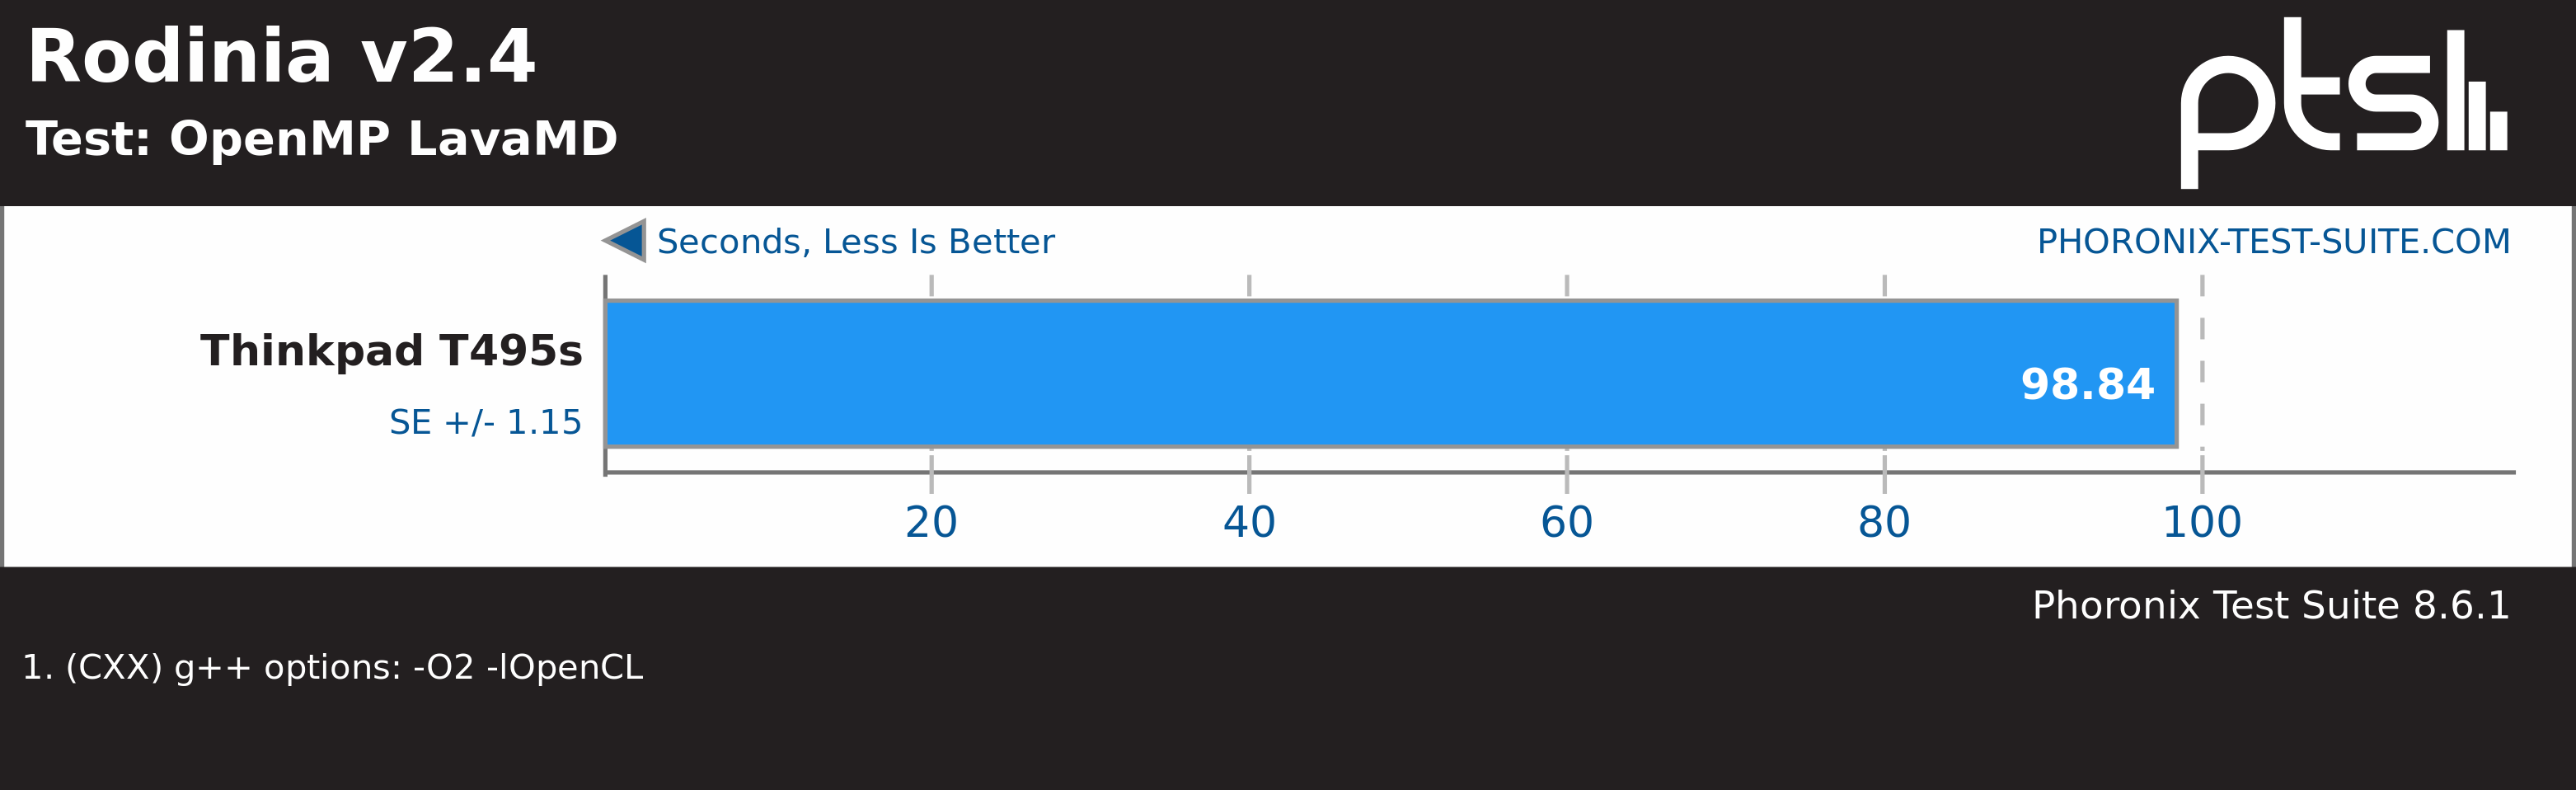 Rodinia v2.4
Test: OpenMP LavaMD
ptsl
Seconds, Less Is Better
PHORONIX-TEST-SUITE.COM
Thinkpad T495s
SE +/- 1.15
98.84
20 40 60 80 100
Phoronix Test Suite 8.6.1
1. (CXX) g++ options: -O2 -lOpenCL